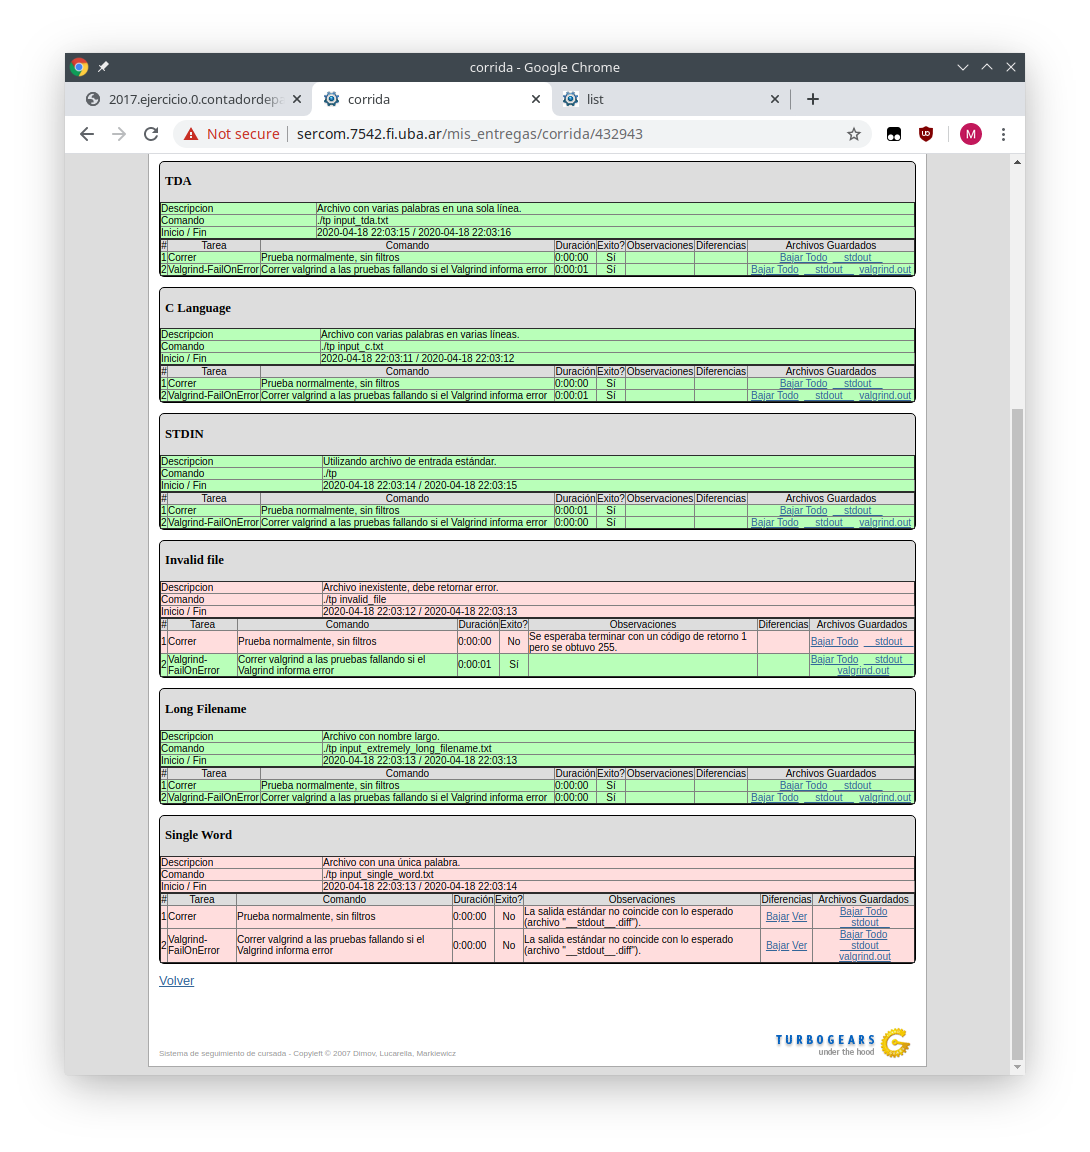 corrida - Google Chrome
2017.ejercicio.0.contadordepa
corrida
list
Not secure | sercom.7542.fi.uba.ar/mis_entregas/corrida/432943
M
TDA
Descripcion Archivo con varias palabras en una sola línea.
Comando ./tp input_tda.txt
Inicio / Fin 2020-04-18 22:03:15 / 2020-04-18 22:03:16
# Tarea Comando Duración Exito? Observaciones Diferencias Archivos Guardados
1 Correr Prueba normalmente, sin filtros 0:00:00 Sí Bajar Todo __stdout__
2 Valgrind-FailOnError Correr valgrind a las pruebas fallando si el Valgrind informa error 0:00:01 Sí Bajar Todo __stdout__ valgrind.out
C Language
Descripcion Archivo con varias palabras en varias líneas.
Comando ./tp input_c.txt
Inicio / Fin 2020-04-18 22:03:11 / 2020-04-18 22:03:12
# Tarea Comando Duración Exito? Observaciones Diferencias Archivos Guardados
1 Correr Prueba normalmente, sin filtros 0:00:00 Sí Bajar Todo __stdout__
2 Valgrind-FailOnError Correr valgrind a las pruebas fallando si el Valgrind informa error 0:00:01 Sí Bajar Todo __stdout__ valgrind.out
STDIN
Descripcion Utilizando archivo de entrada estándar.
Comando ./tp
Inicio / Fin 2020-04-18 22:03:14 / 2020-04-18 22:03:15
# Tarea Comando Duración Exito? Observaciones Diferencias Archivos Guardados
1 Correr Prueba normalmente, sin filtros 0:00:01 Sí Bajar Todo __stdout__
2 Valgrind-FailOnError Correr valgrind a las pruebas fallando si el Valgrind informa error 0:00:00 Sí Bajar Todo __stdout__ valgrind.out
Invalid file
Descripcion Archivo inexistente, debe retornar error.
Comando ./tp invalid_file
Inicio / Fin 2020-04-18 22:03:12 / 2020-04-18 22:03:13
# Tarea Comando Duración Exito? Observaciones Diferencias Archivos Guardados
1 Correr Prueba normalmente, sin filtros 0:00:00 No Se esperaba terminar con un código de retorno 1
pero se obtuvo 255. Bajar Todo __stdout__
2 Valgrind- Correr valgrind a las pruebas fallando si el 0:00:01 Sí Bajar Todo __stdout__
FailOnError Valgrind informa error valgrind.out
Long Filename
Descripcion Archivo con nombre largo.
Comando ./tp input_extremely_long_filename.txt
Inicio / Fin 2020-04-18 22:03:13 / 2020-04-18 22:03:13
# Tarea Comando Duración Exito? Observaciones Diferencias Archivos Guardados
1 Correr Prueba normalmente, sin filtros 0:00:00 Sí Bajar Todo __stdout__
2 Valgrind-FailOnError Correr valgrind a las pruebas fallando si el Valgrind informa error 0:00:00 Sí Bajar Todo __stdout__ valgrind.out
Single Word
Descripcion Archivo con una única palabra.
Comando ./tp input_single_word.txt
Inicio / Fin 2020-04-18 22:03:13 / 2020-04-18 22:03:14
# Tarea Comando Duración Exito? Observaciones Diferencias Archivos Guardados
1 Correr Prueba normalmente, sin filtros 0:00:00 No La salida estándar no coincide con lo esperado Bajar Ver Bajar Todo
(archivo "__stdout__.diff"). __stdout__
2 Valgrind- Correr valgrind a las pruebas fallando si el 0:00:00 No La salida estándar no coincide con lo esperado Bajar Ver Bajar Todo
FailOnError Valgrind informa error (archivo "__stdout__.diff"). __stdout__
valgrind.out
Volver
TURBOGEARS
under the hood
Sistema de seguimiento de cursada - Copyleft © 2007 Dimov, Lucarella, Markiewicz